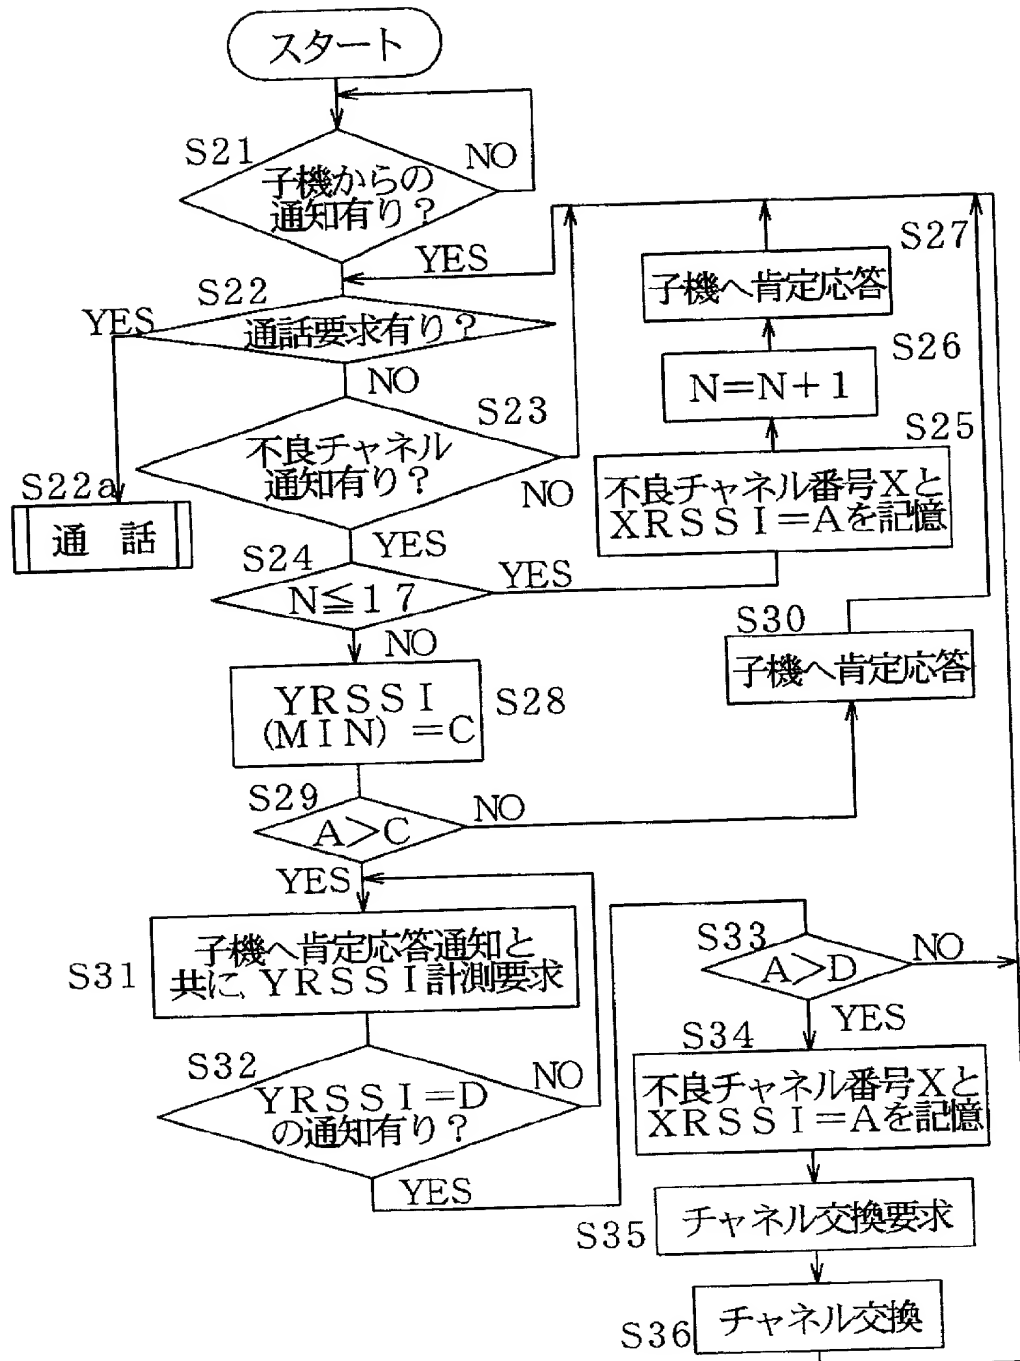 スタート
S21
子機からの
通知有り?
NO
YES
S22
通話要求有り?
YES
NO
S22a
通 話
S23
不良チャネル
通知有り?
NO
YES
S24
N≦17
YES
NO
S25
不良チャネル番号Xと
XRSSI=Aを記憶
S26
N=N+1
S27
子機へ肯定応答
S28
YRSSI
(MIN)=C
S29
A>C
NO
YES
S30
子機へ肯定応答
S31
子機へ肯定応答通知と
共に、YRSSI計測要求
S32
YRSSI=D
の通知有り?
NO
YES
S33
A>D
NO
YES
S34
不良チャネル番号Xと
XRSSI=Aを記憶
S35
チャネル交換要求
S36
チャネル交換